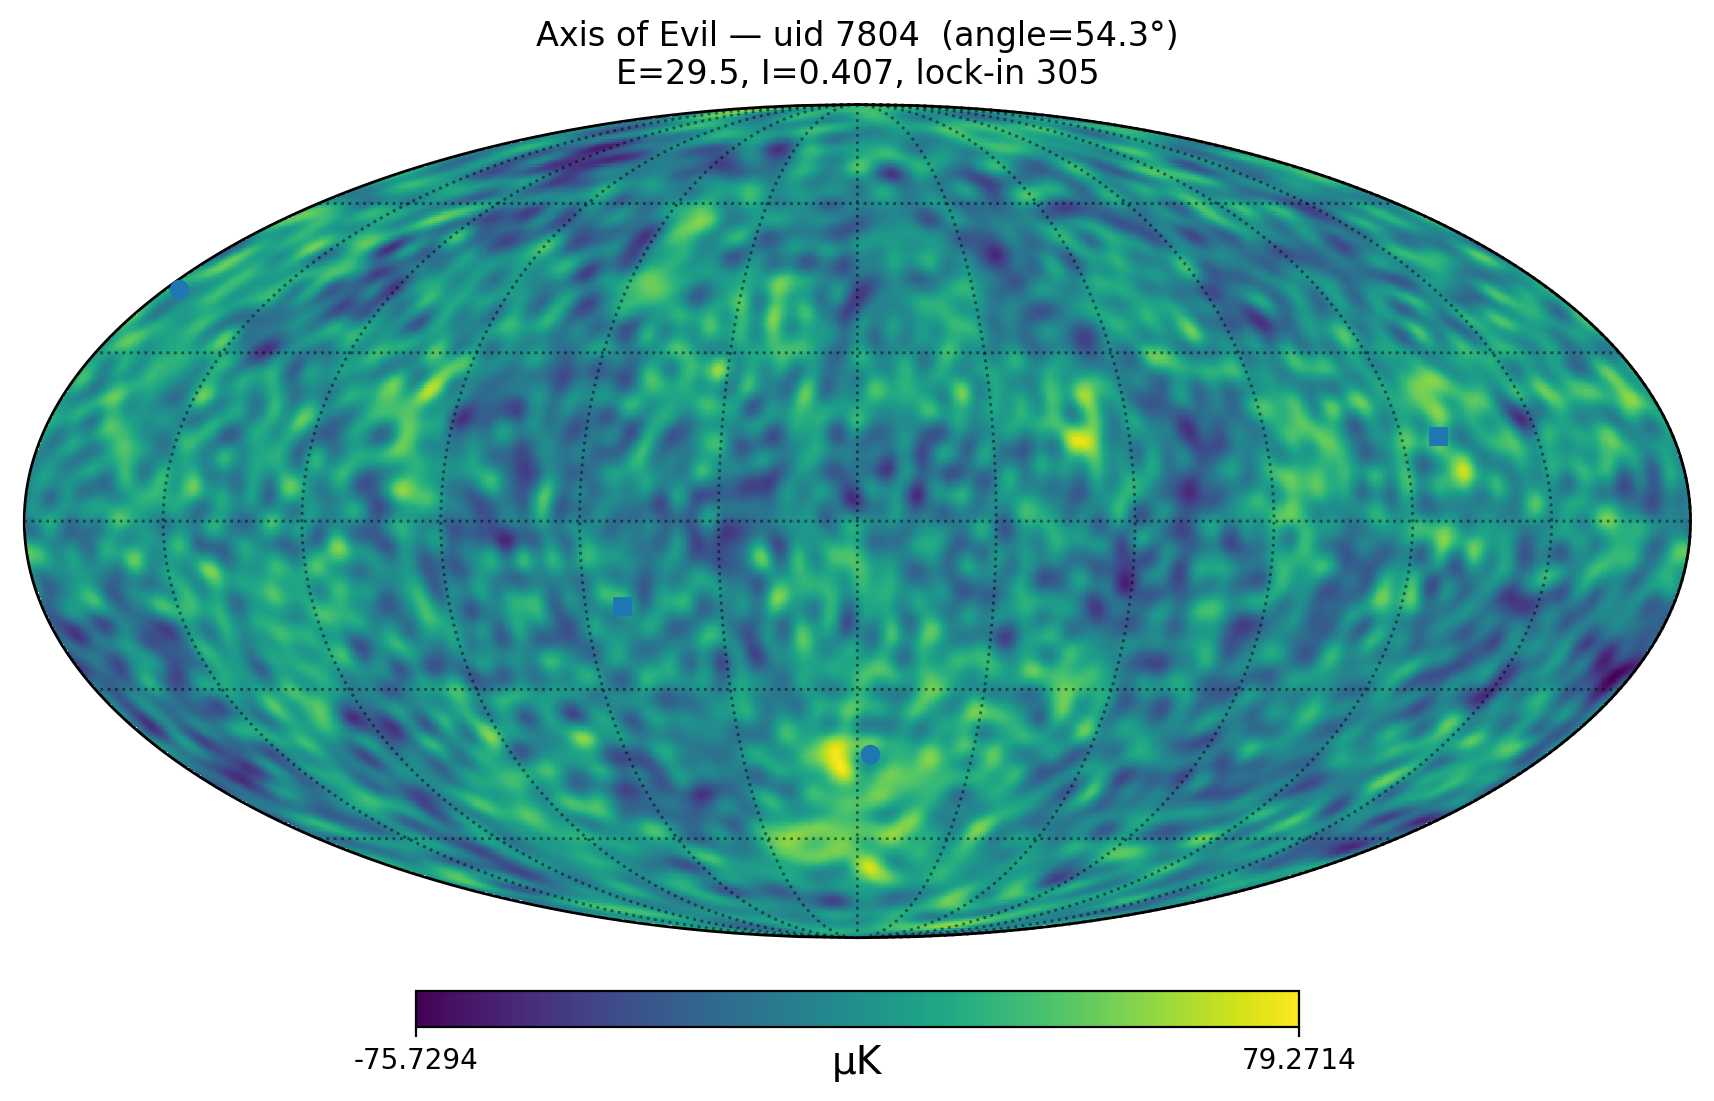 Axis of Evil — uid 7804  (angle=54.3°)
E=29.5, I=0.407, lock-in 305
-75.7294
μK
79.2714